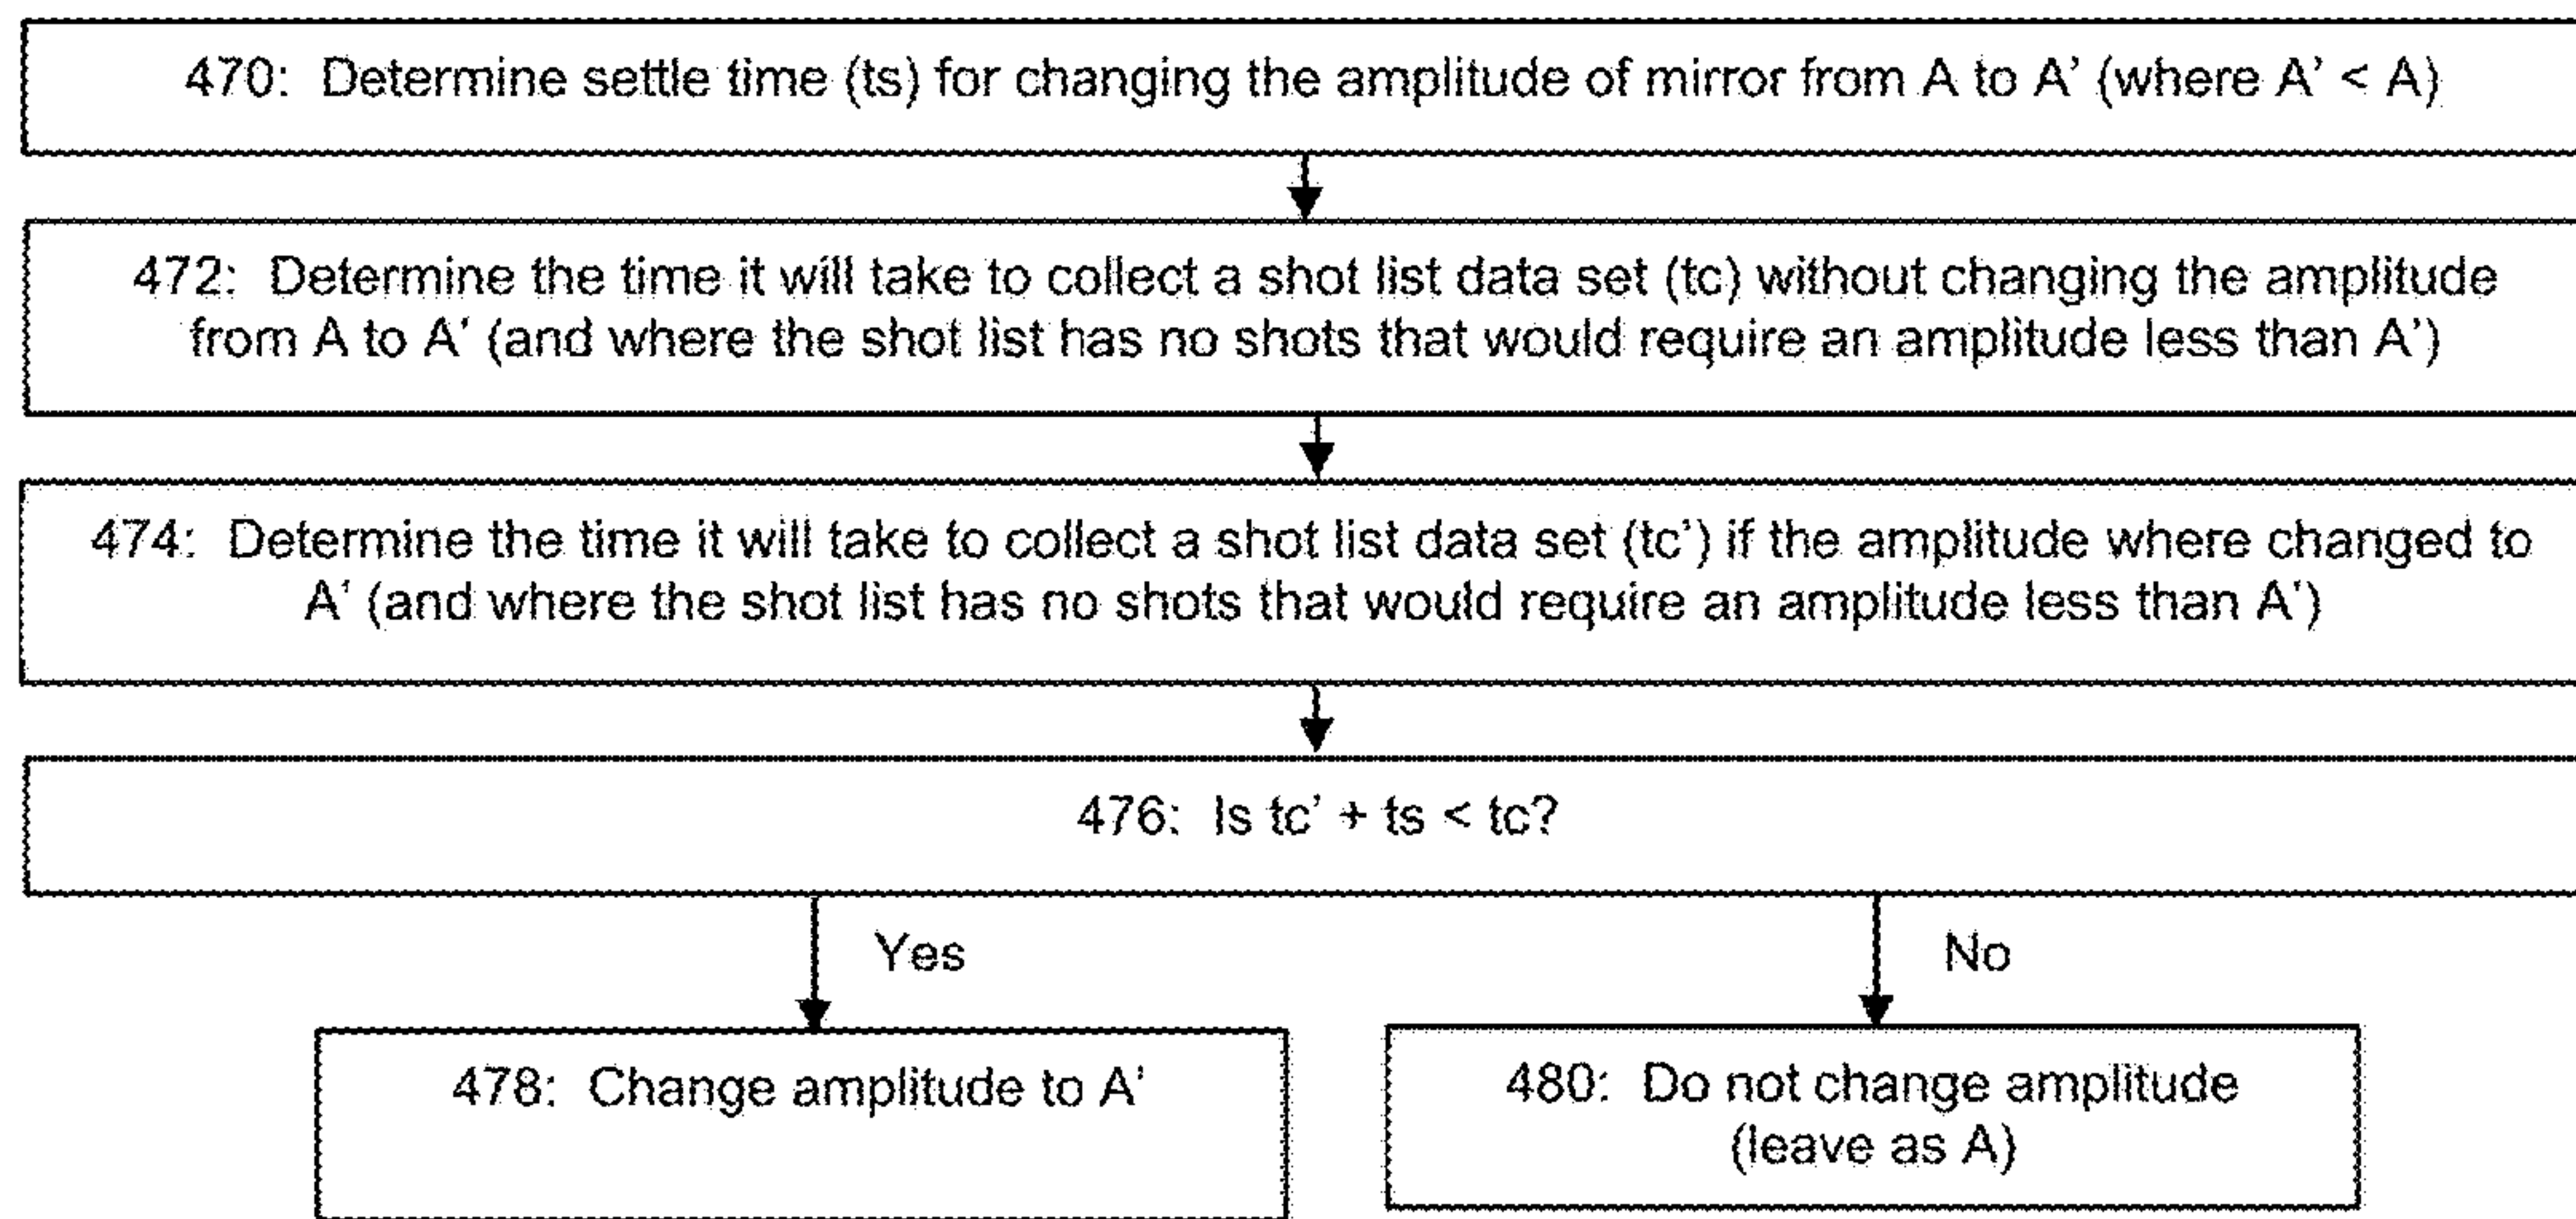 470: Determine settle time (ts) for changing the amplitude of mirror from A to A' (where A' < A)
472: Determine the time it will take to collect a shot list data set (tc) without changing the amplitude
from A to A' (and where the shot list has no shots that would require an amplitude less than A')
474: Determine the time it will take to collect a shot list data set (tc') if the amplitude where changed to
A' (and where the shot list has no shots that would require an amplitude less than A')
476: Is tc' + ts < tc?
Yes
No
478: Change amplitude to A'
480: Do not change amplitude
(leave as A)